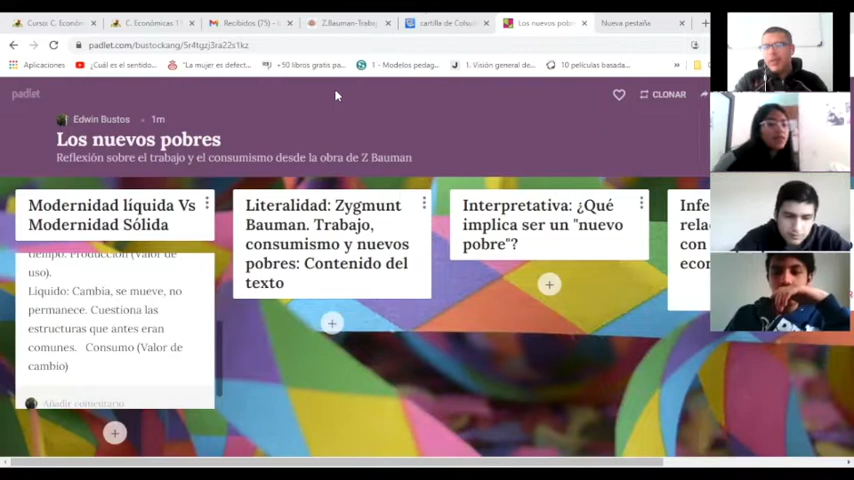 Curso: C. Económicas
C. Económicas 1
Recibidos (75) -
Z.Bauman-Trabaj
cartilla de Colsu
Los nuevos pobre
Nueva pestaña
padlet.com/bustockang/5r4tgzj3ra22s1kz
Aplicaciones
¿Cuál es el sentido...
"La mujer es defect...
+50 libros gratis pa...
1 - Modelos pedag...
1. Visión general de...
10 películas basada...
»
padlet
CLONAR
Edwin Bustos • 1m
Los nuevos pobres
Reflexión sobre el trabajo y el consumismo desde la obra de Z Bauman
Modernidad líquida Vs
Modernidad Sólida
tiempo. Producción (Valor de
uso).
Liquido: Cambia, se mueve, no
permanece. Cuestiona las
estructuras que antes eran
comunes. Consumo (Valor de
cambio)
Añadir comentario
Literalidad: Zygmunt
Bauman. Trabajo,
consumismo y nuevos
pobres: Contenido del
texto
Interpretativa: ¿Qué
implica ser un "nuevo
pobre"?
Infe
rela
con
econ